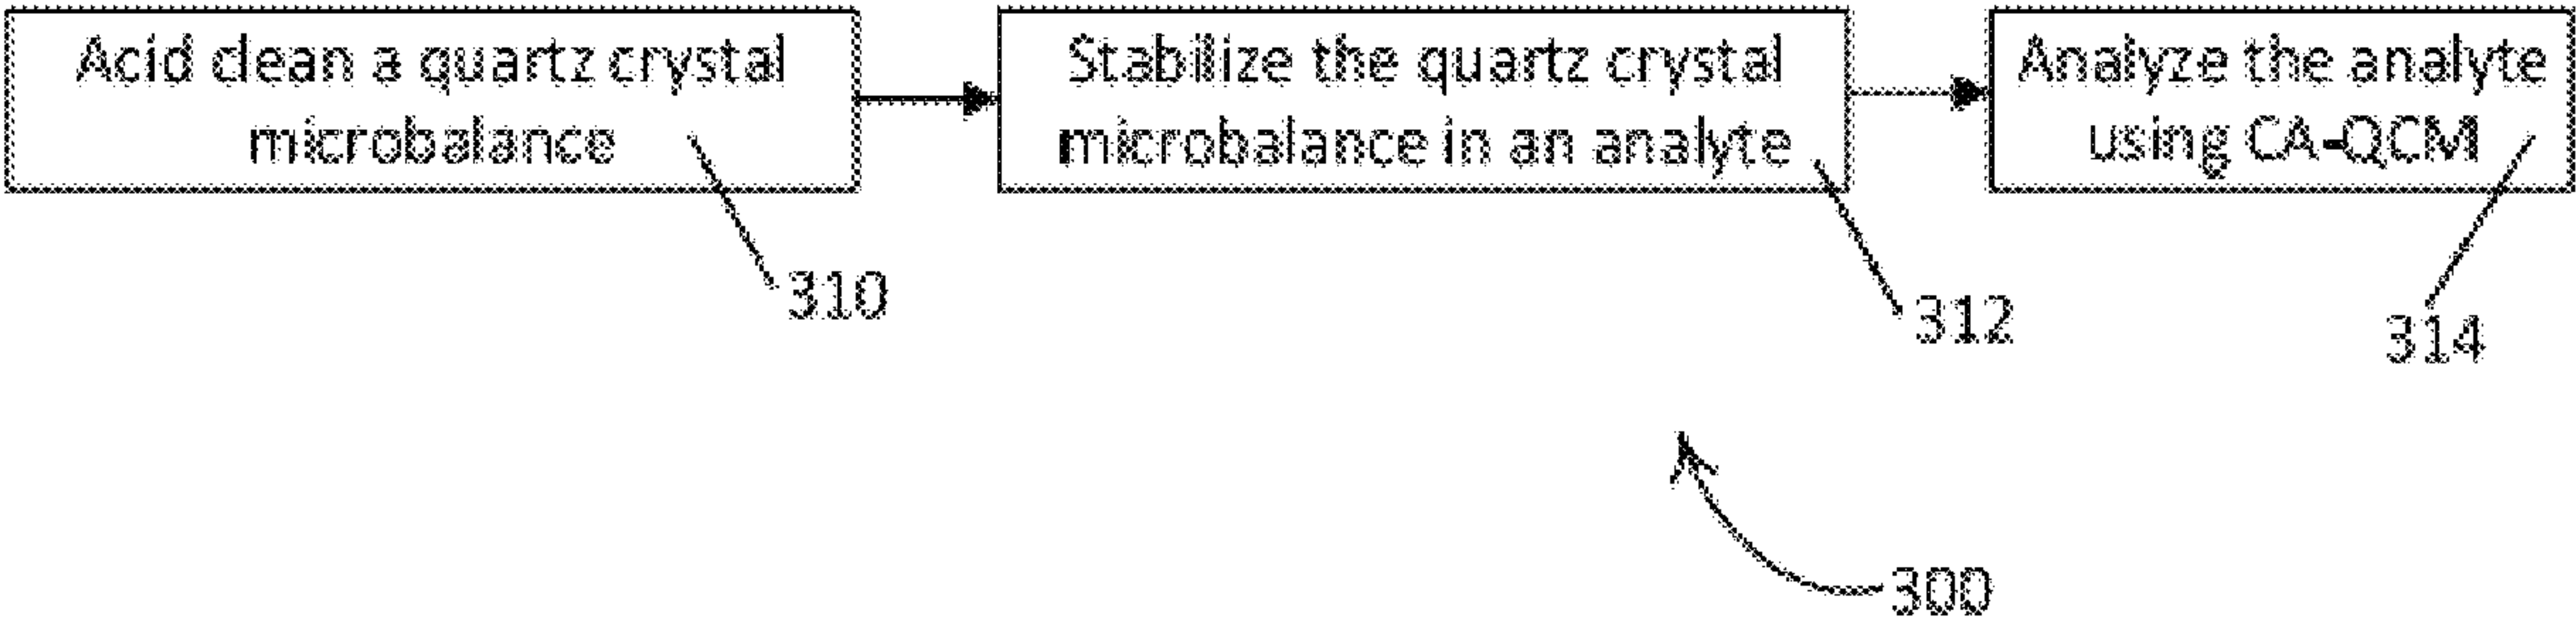 Acid clean a quartz crystal
microbalance
Stabilize the quartz crystal
microbalance in an analyte
Analyze the analyte
using CA-QCM
310
312
314
300